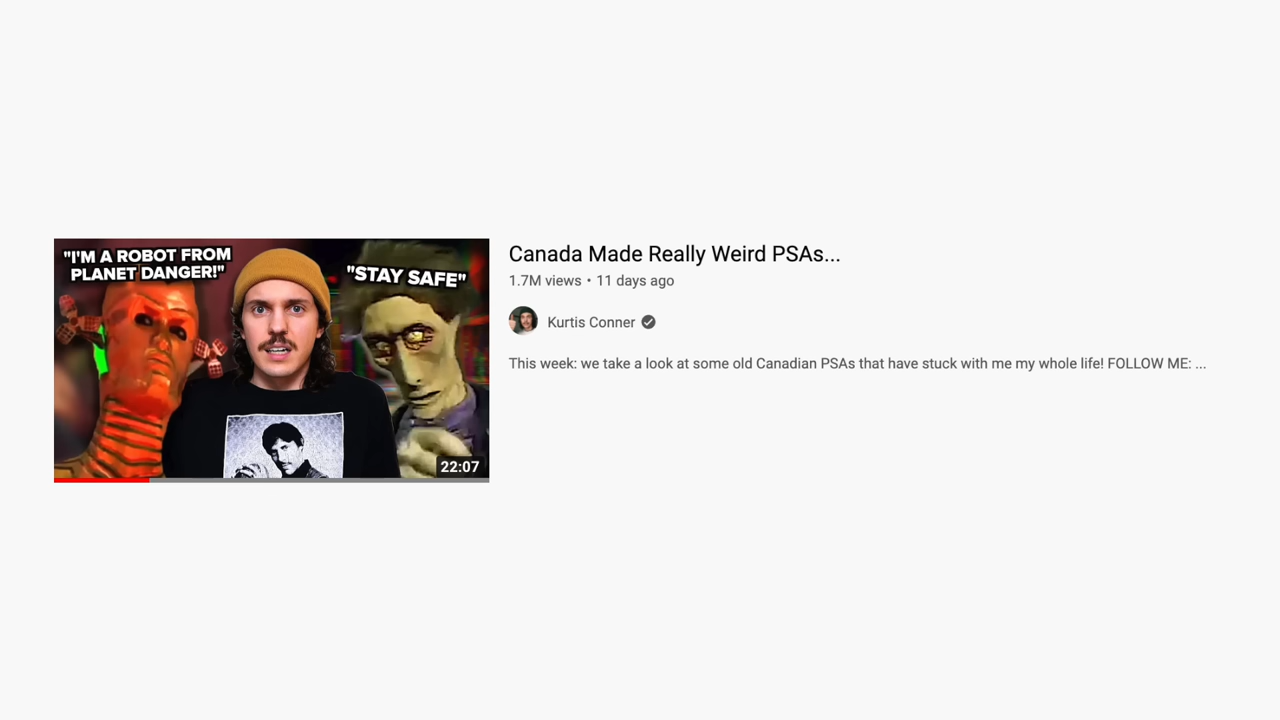 "I'M A ROBOT FROM
PLANET DANGER!"
"STAY SAFE"
22:07
Canada Made Really Weird PSAs...
1.7M views • 11 days ago
Kurtis Conner
This week: we take a look at some old Canadian PSAs that have stuck with me my whole life! FOLLOW ME: ...